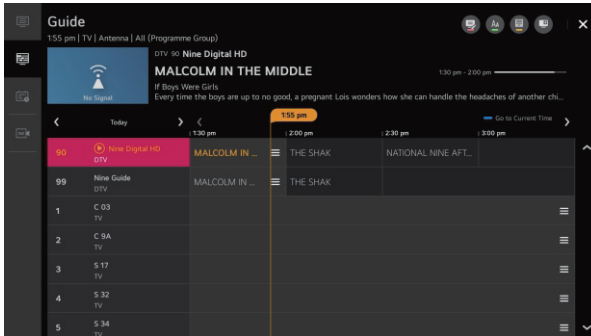 Guide
1:55 pm | TV | Antenna | All (Programme Group)
DTV 90 Nine Digital HD
MALCOLM IN THE MIDDLE
1:30 pm - 2:00 pm
If Boys Were Girls
Every time the boys are up to no good, a pregnant Lois wonders how she can handle the headaches of another chi...
No Signal
1:55 pm
Today
Go to Current Time
1:30 pm 2:00 pm 2:30 pm 3:00 pm
90 Nine Digital HD MALCOLM IN ... THE SHAK NATIONAL NINE AFT...
DTV
99 Nine Guide MALCOLM IN ... THE SHAK
DTV
1 C 03
TV
2 C 9A
TV
3 S 17
TV
4 S 32
TV
5 S 34
TV